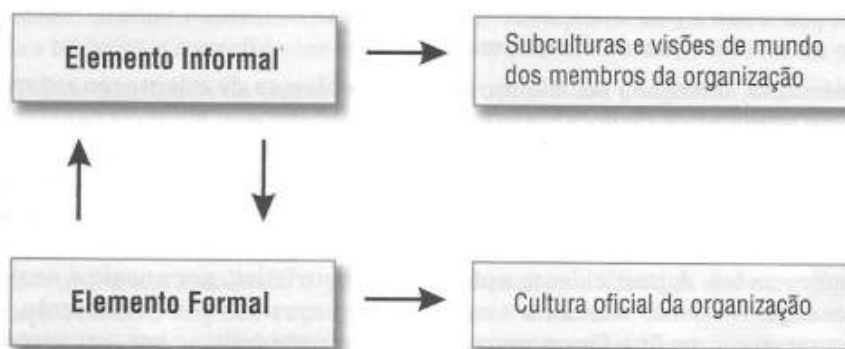 Elemento Informal
Subculturas e visões de mundo
dos membros da organização
Elemento Formal
Cultura oficial da organização